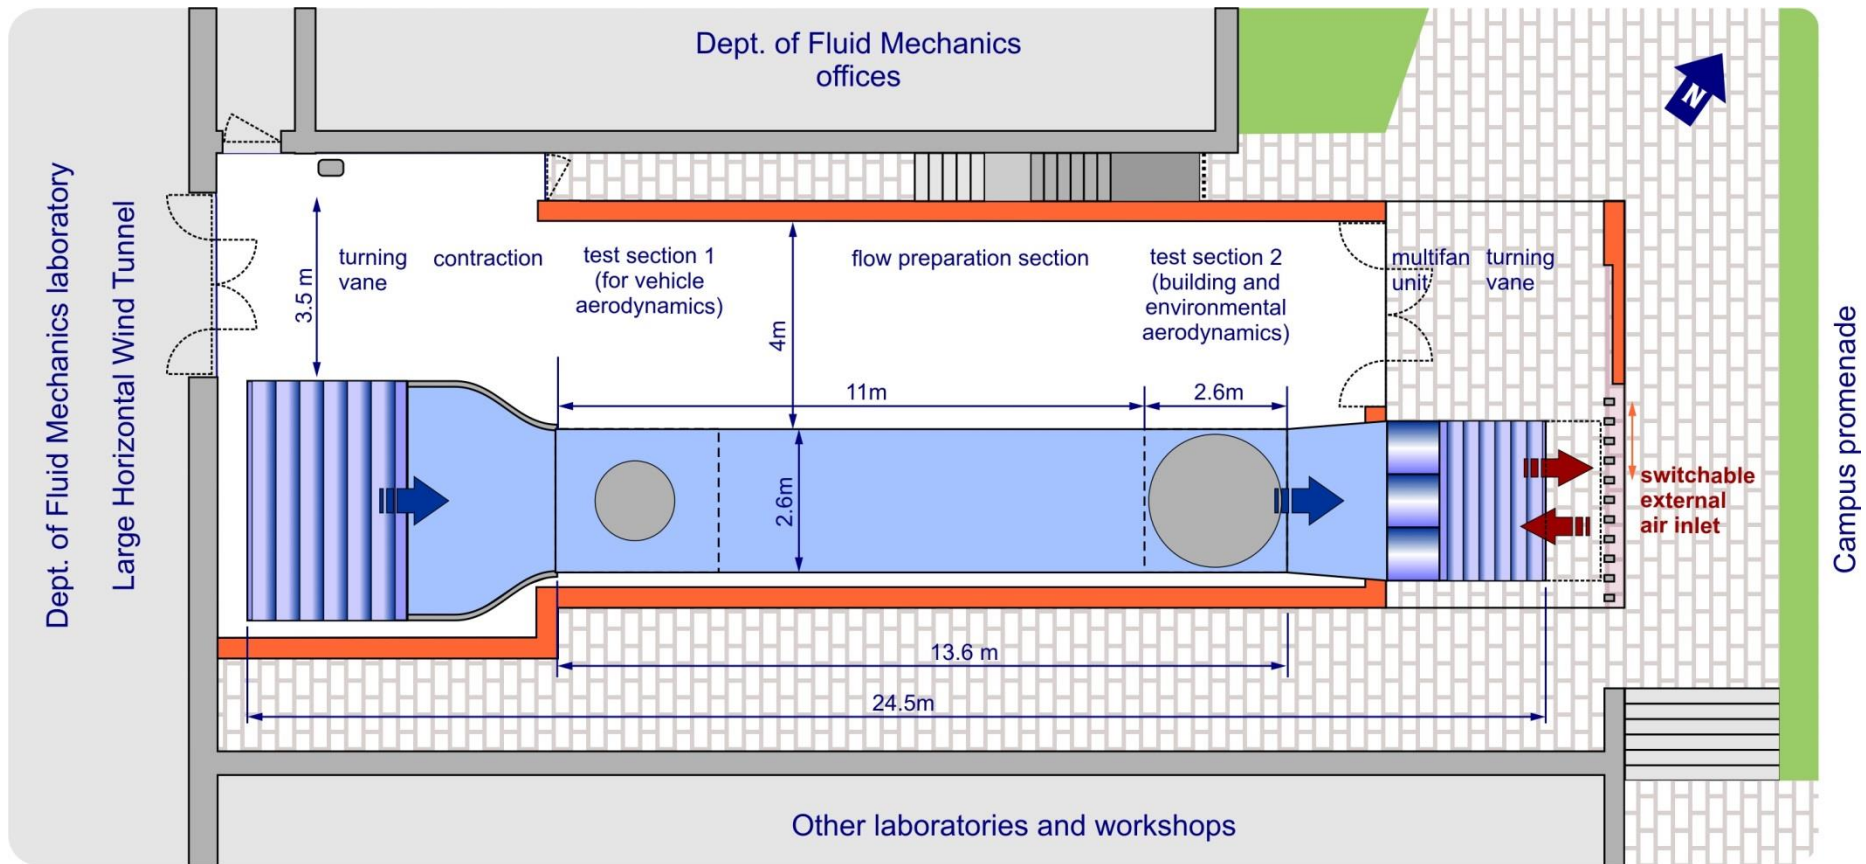 Dept. of Fluid Mechanics
offices
N
Dept. of Fluid Mechanics laboratory
Large Horizontal Wind Tunnel
3.5 m
turning
vane
contraction
test section 1
(for vehicle
aerodynamics)
4m
flow preparation section
test section 2
(building and
environmental
aerodynamics)
multifan
unit
turning
vane
11m
2.6m
2.6m
switchable
external
air inlet
Campus promenade
13.6 m
24.5m
Other laboratories and workshops